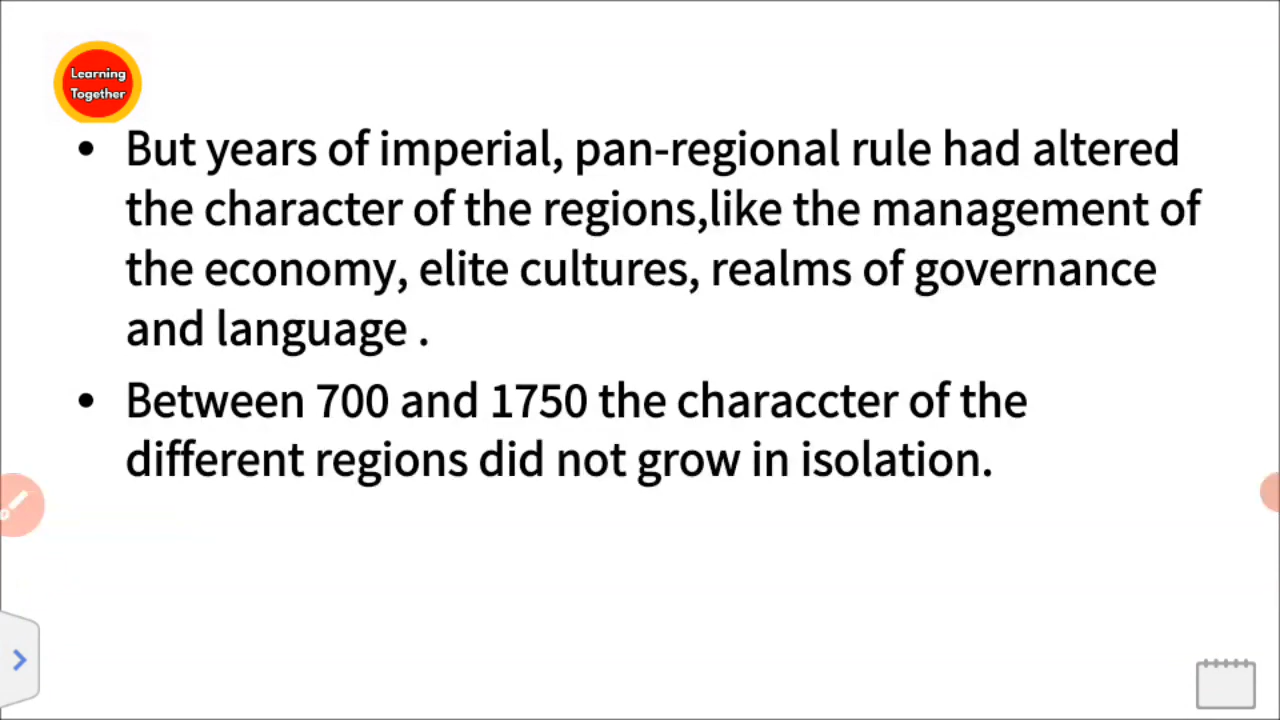 Learning
Together
• But years of imperial, pan-regional rule had altered
the character of the regions,like the management of
the economy, elite cultures, realms of governance
and language .
• Between 700 and 1750 the characcter of the
different regions did not grow in isolation.